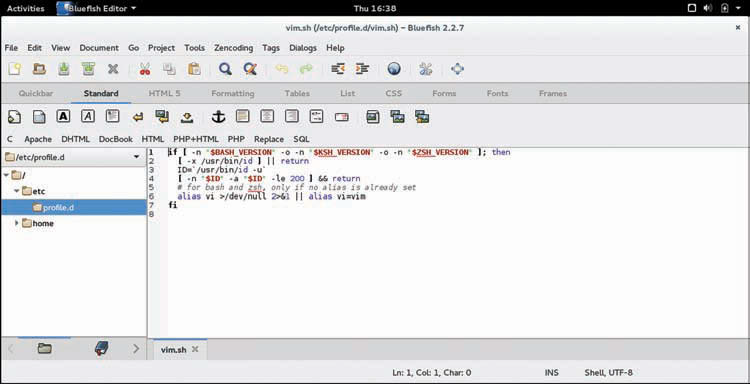 Activities Bluefish Editor Thu 16:38
vim.sh (/etc/profile.d/vim.sh) – Bluefish 2.2.7
File Edit View Document Go Project Tools Zencoding Tags Dialogs Help
Quickbar Standard HTML 5 Formatting Tables List CSS Forms Fonts Frames
C Apache DHTML DocBook HTML PHP+HTML PHP Replace SQL
/etc/profile.d
/
etc
profile.d
home
1 if [ -n "$BASH_VERSION" -o -n "$KSH_VERSION" -o -n "$ZSH_VERSION" ]; then
2 [ -x /usr/bin/id ] || return
3 ID=`/usr/bin/id -u`
4 [ -n "$ID" -a "$ID" -le 200 ] && return
5 # for bash and zsh, only if no alias is already set
6 alias vi >/dev/null 2>&1 || alias vi=vim
7 fi
8
vim.sh
Ln: 1, Col: 1, Char: 0 INS Shell, UTF-8